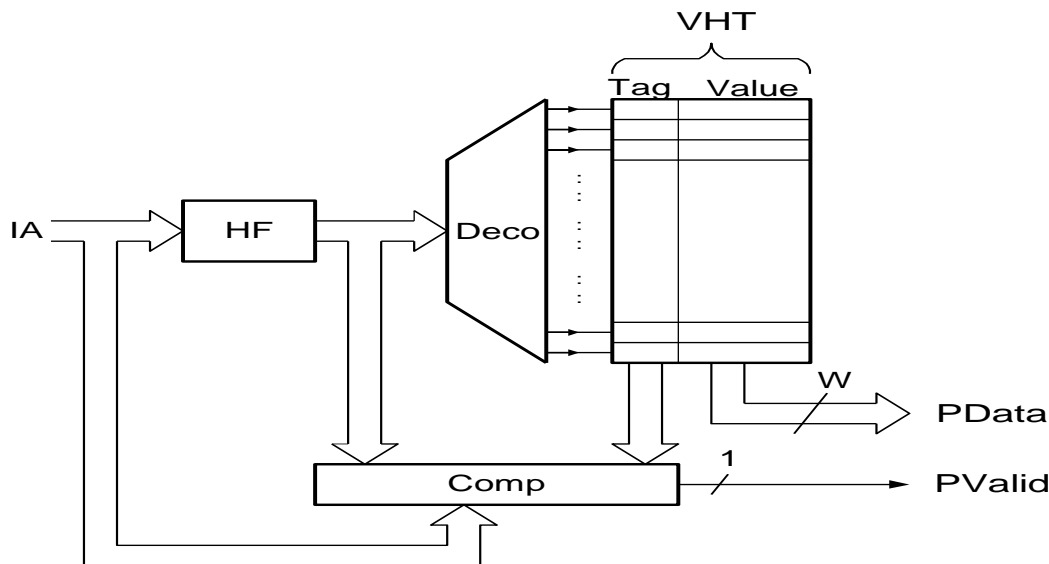 VHT
Tag Value
IA
HF
Deco
W
PData
1
Comp
PValid